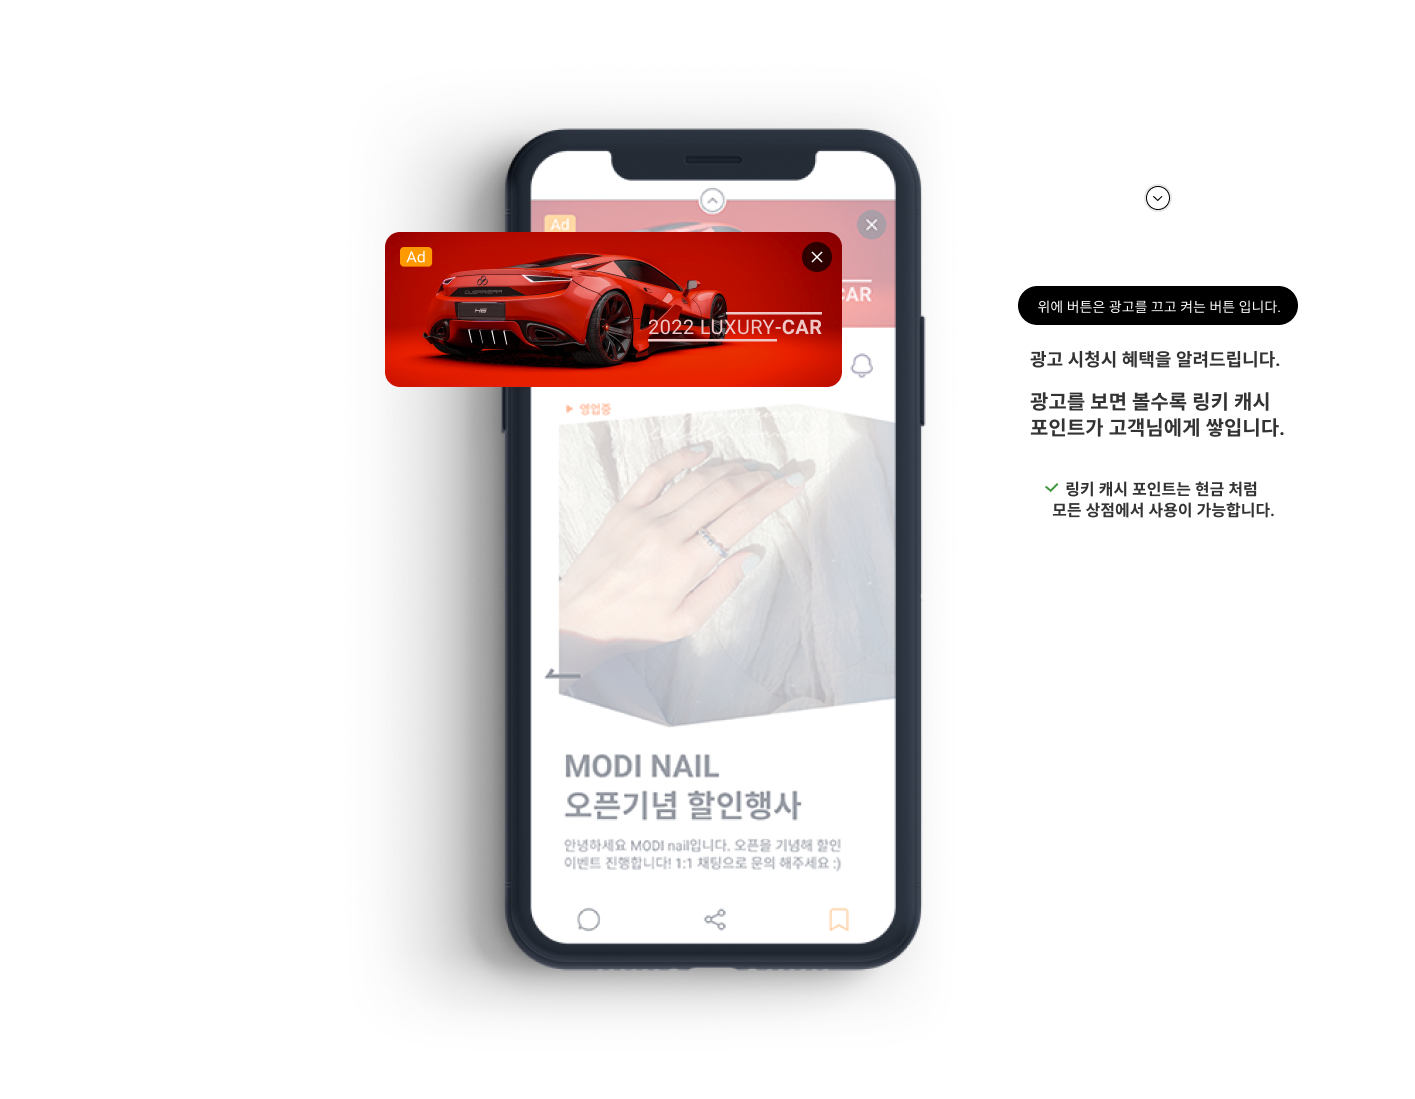 Ad
CAR
Ad
H6
2022 LUXURY-CAR
▶ 영업중
MODI NAIL
오픈기념 할인행사
안녕하세요 MODI nail입니다. 오픈을 기념해 할인
이벤트 진행합니다! 1:1 채팅으로 문의 해주세요 :)
위에 버튼은 광고를 끄고 켜는 버튼 입니다.
광고 시청시 혜택을 알려드립니다.
광고를 보면 볼수록 링키 캐시
포인트가 고객님에게 쌓입니다.
링키 캐시 포인트는 현금 처럼
모든 상점에서 사용이 가능합니다.